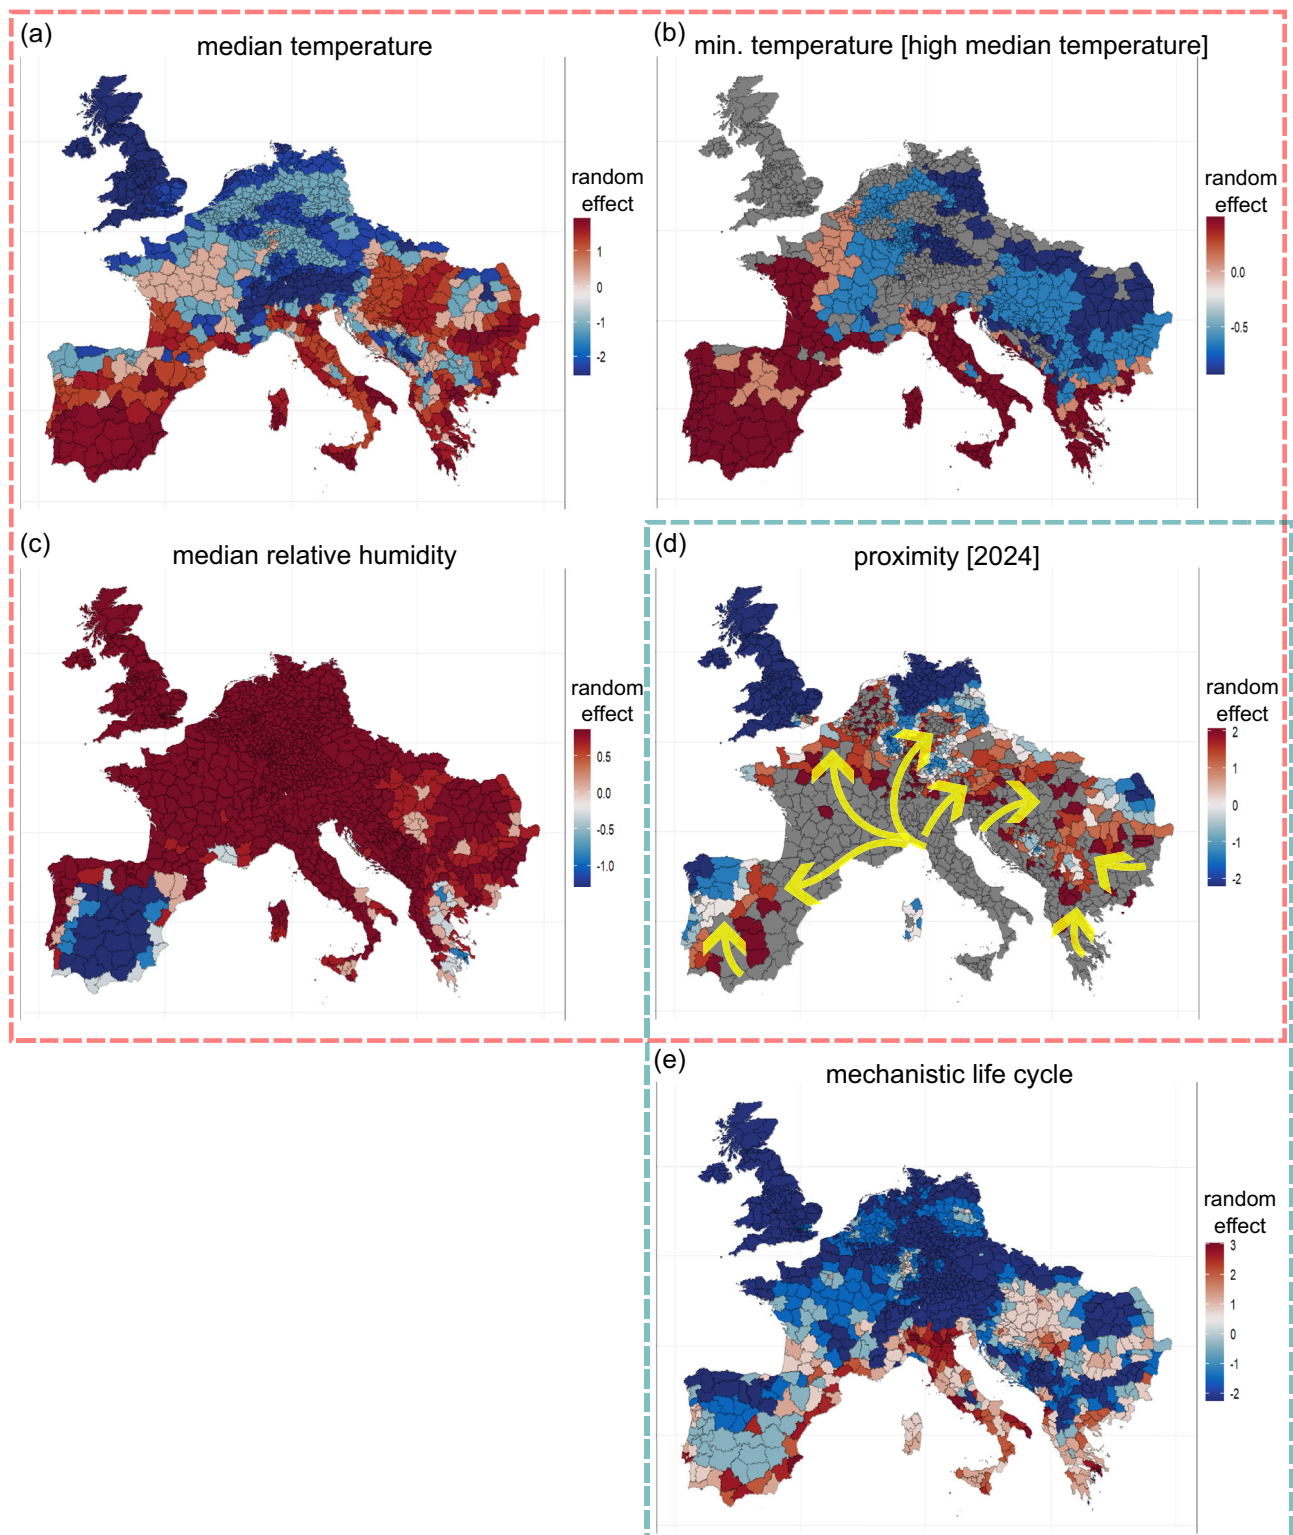 (a)
median temperature
random
effect
1
0
-1
-2
(b)
min. temperature [high median temperature]
random
effect
0.0
-0.5
(c)
median relative humidity
random
effect
0.5
0.0
-0.5
-1.0
(d)
proximity [2024]
random
effect
2
1
0
-1
-2
(e)
mechanistic life cycle
random
effect
3
2
1
0
-1
-2